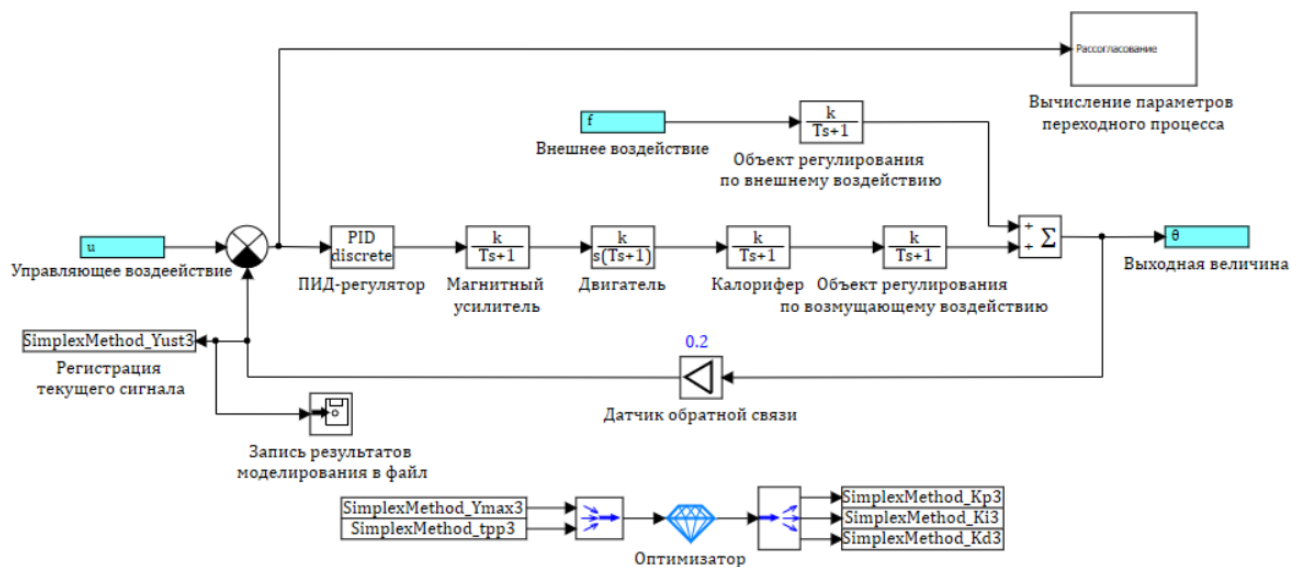 Рассогласование
Вычисление параметров
переходного процесса
f
Внешнее воздействие
k
Ts+1
Объект регулирования
по внешнему воздействию
u
Управляющее воздеействие
PID
discrete
ПИД-регулятор
k
Ts+1
Магнитный
усилитель
k
s(Ts+1)
Двигатель
k
Ts+1
Калорифер
k
Ts+1
Объект регулирования
по возмущающему воздействию
+
+
Σ
θ
Выходная величина
SimplexMethod_Yust3
Регистрация
текущего сигнала
0.2
Датчик обратной связи
Запись результатов
моделирования в файл
SimplexMethod_Ymax3
SimplexMethod_tpp3
Оптимизатор
SimplexMethod_Kp3
SimplexMethod_Ki3
SimplexMethod_Kd3